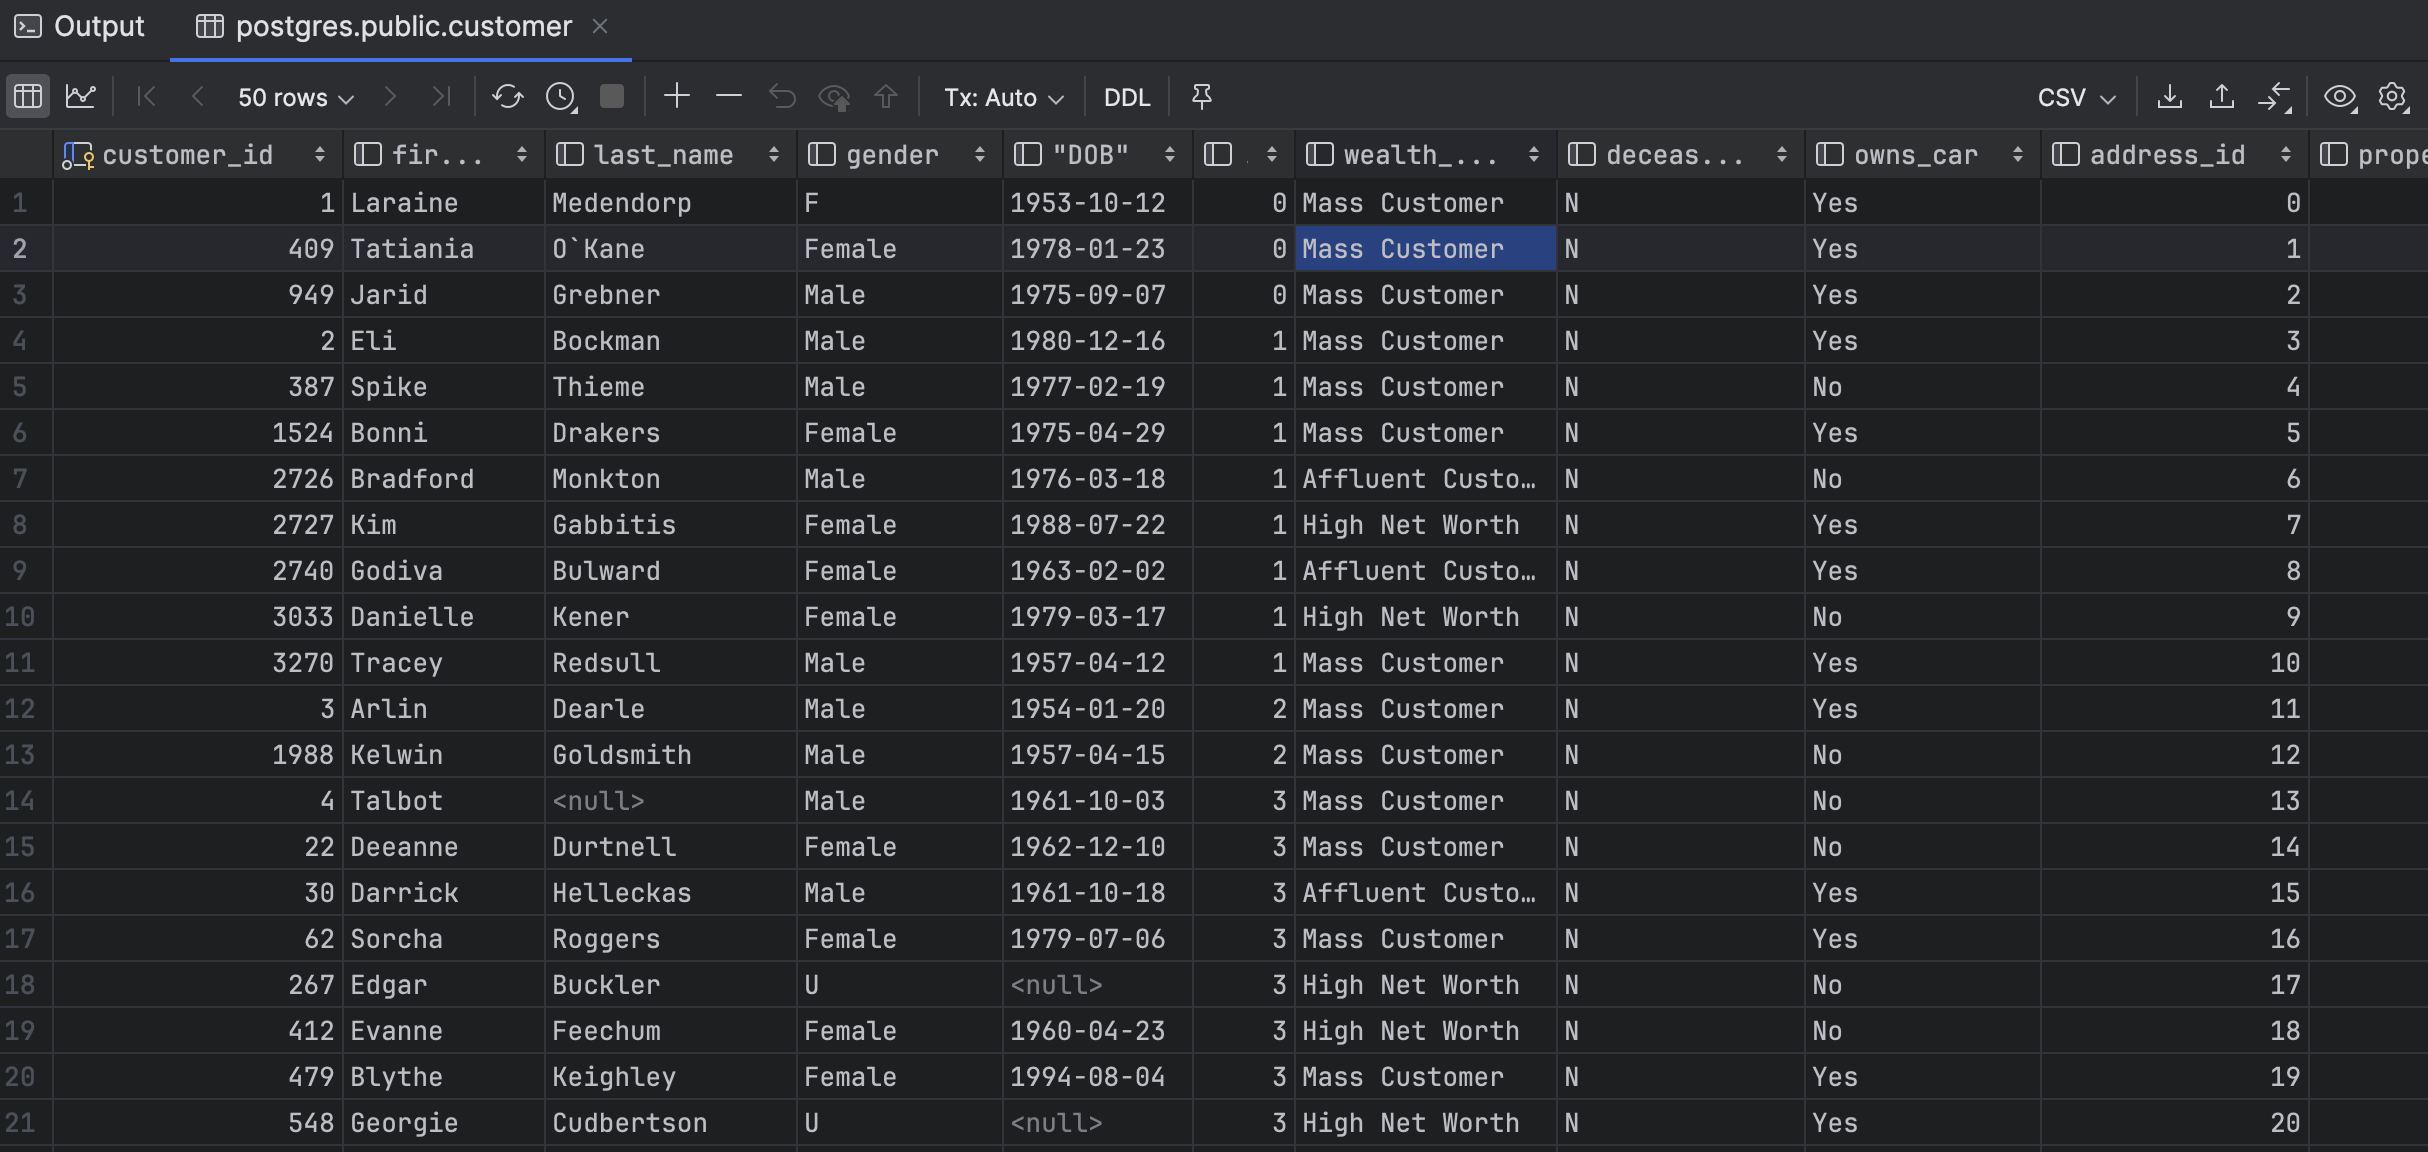 Output postgres.public.customer
50 rows Tx: Auto DDL CSV
customer_id fir... last_name gender "DOB" . wealth_... deceas... owns_car address_id prope
1 1 Laraine Medendorp F 1953-10-12 0 Mass Customer N Yes 0
2 409 Tatiania O`Kane Female 1978-01-23 0 Mass Customer N Yes 1
3 949 Jarid Grebner Male 1975-09-07 0 Mass Customer N Yes 2
4 2 Eli Bockman Male 1980-12-16 1 Mass Customer N Yes 3
5 387 Spike Thieme Male 1977-02-19 1 Mass Customer N No 4
6 1524 Bonni Drakers Female 1975-04-29 1 Mass Customer N Yes 5
7 2726 Bradford Monkton Male 1976-03-18 1 Affluent Custo… N No 6
8 2727 Kim Gabbitis Female 1988-07-22 1 High Net Worth N Yes 7
9 2740 Godiva Bulward Female 1963-02-02 1 Affluent Custo… N Yes 8
10 3033 Danielle Kener Female 1979-03-17 1 High Net Worth N No 9
11 3270 Tracey Redsull Male 1957-04-12 1 Mass Customer N Yes 10
12 3 Arlin Dearle Male 1954-01-20 2 Mass Customer N Yes 11
13 1988 Kelwin Goldsmith Male 1957-04-15 2 Mass Customer N No 12
14 4 Talbot <null> Male 1961-10-03 3 Mass Customer N No 13
15 22 Deeanne Durtnell Female 1962-12-10 3 Mass Customer N No 14
16 30 Darrick Helleckas Male 1961-10-18 3 Affluent Custo… N Yes 15
17 62 Sorcha Roggers Female 1979-07-06 3 Mass Customer N Yes 16
18 267 Edgar Buckler U <null> 3 High Net Worth N No 17
19 412 Evanne Feechum Female 1960-04-23 3 High Net Worth N No 18
20 479 Blythe Keighley Female 1994-08-04 3 Mass Customer N Yes 19
21 548 Georgie Cudbertson U <null> 3 High Net Worth N Yes 20